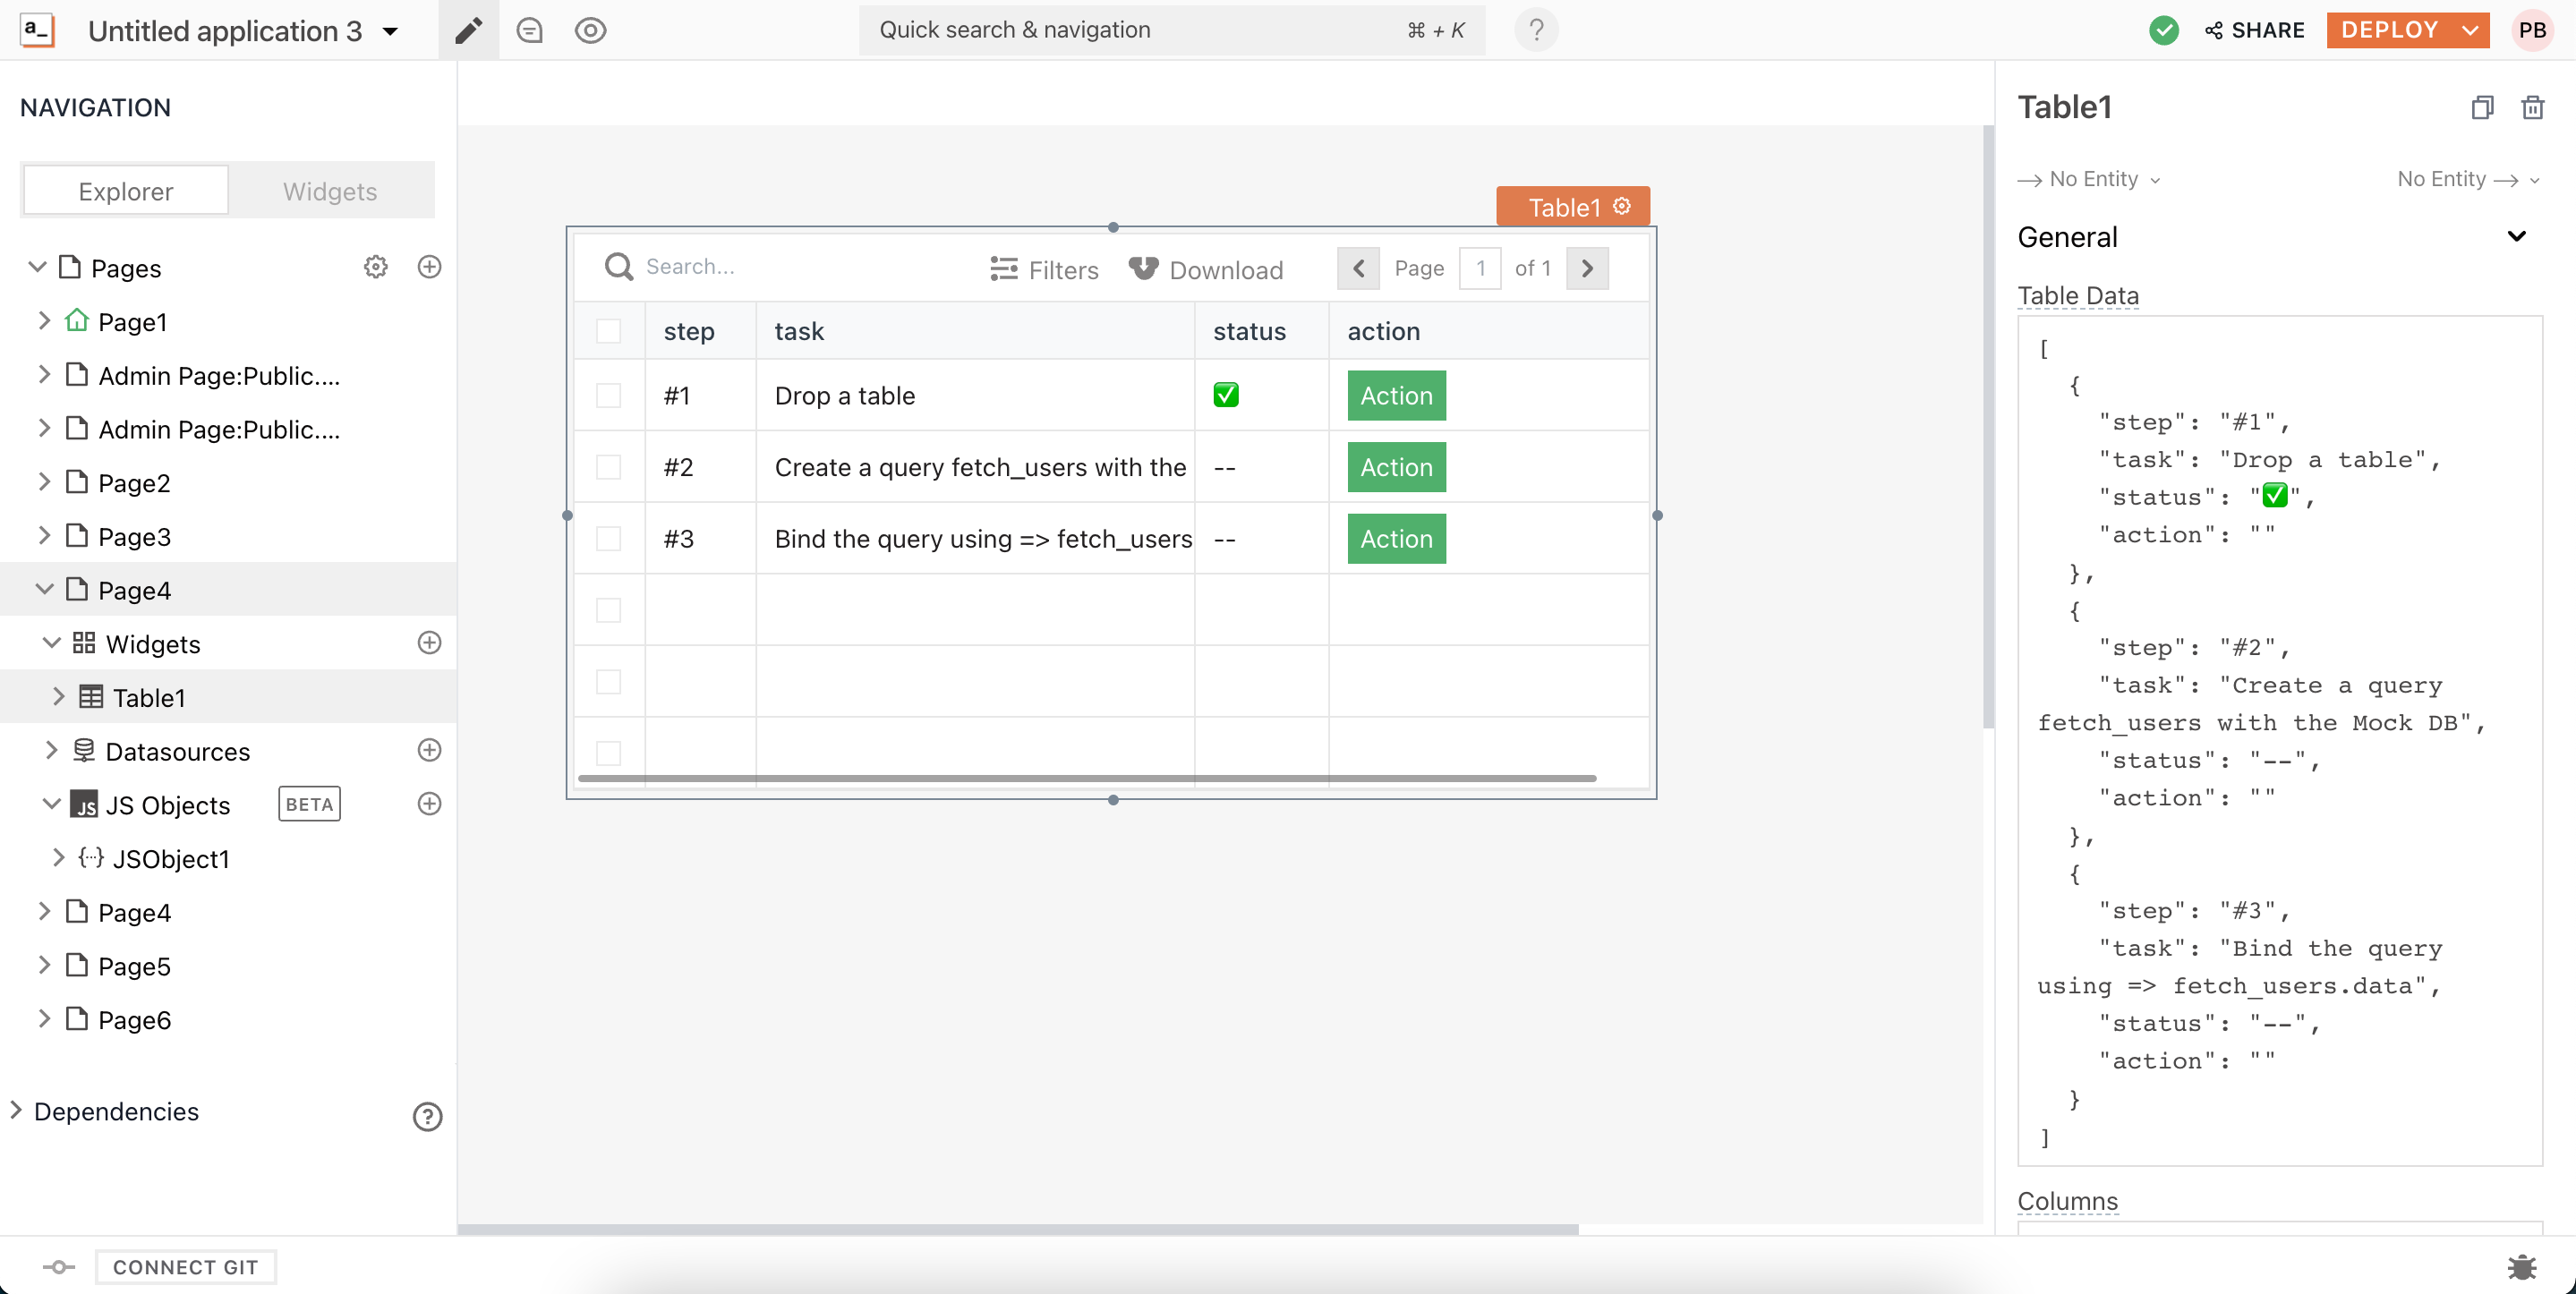 a_ Untitled application 3
Quick search & navigation ⌘ + K ?
SHARE DEPLOY PB
NAVIGATION
Explorer Widgets
Pages
Page1
Admin Page:Public....
Admin Page:Public....
Page2
Page3
Page4
Widgets
Table1
Datasources
JS JS Objects BETA
JSObject1
Page4
Page5
Page6
Dependencies ?
CONNECT GIT
Table1
Search... Filters Download Page 1 of 1
step task status action
#1 Drop a table ✅ Action
#2 Create a query fetch_users with the -- Action
#3 Bind the query using => fetch_users -- Action
Table1
→ No Entity No Entity →
General
Table Data
[
{
"step": "#1",
"task": "Drop a table",
"status": "✅",
"action": ""
},
{
"step": "#2",
"task": "Create a query
fetch_users with the Mock DB",
"status": "--",
"action": ""
},
{
"step": "#3",
"task": "Bind the query
using => fetch_users.data",
"status": "--",
"action": ""
}
]
Columns